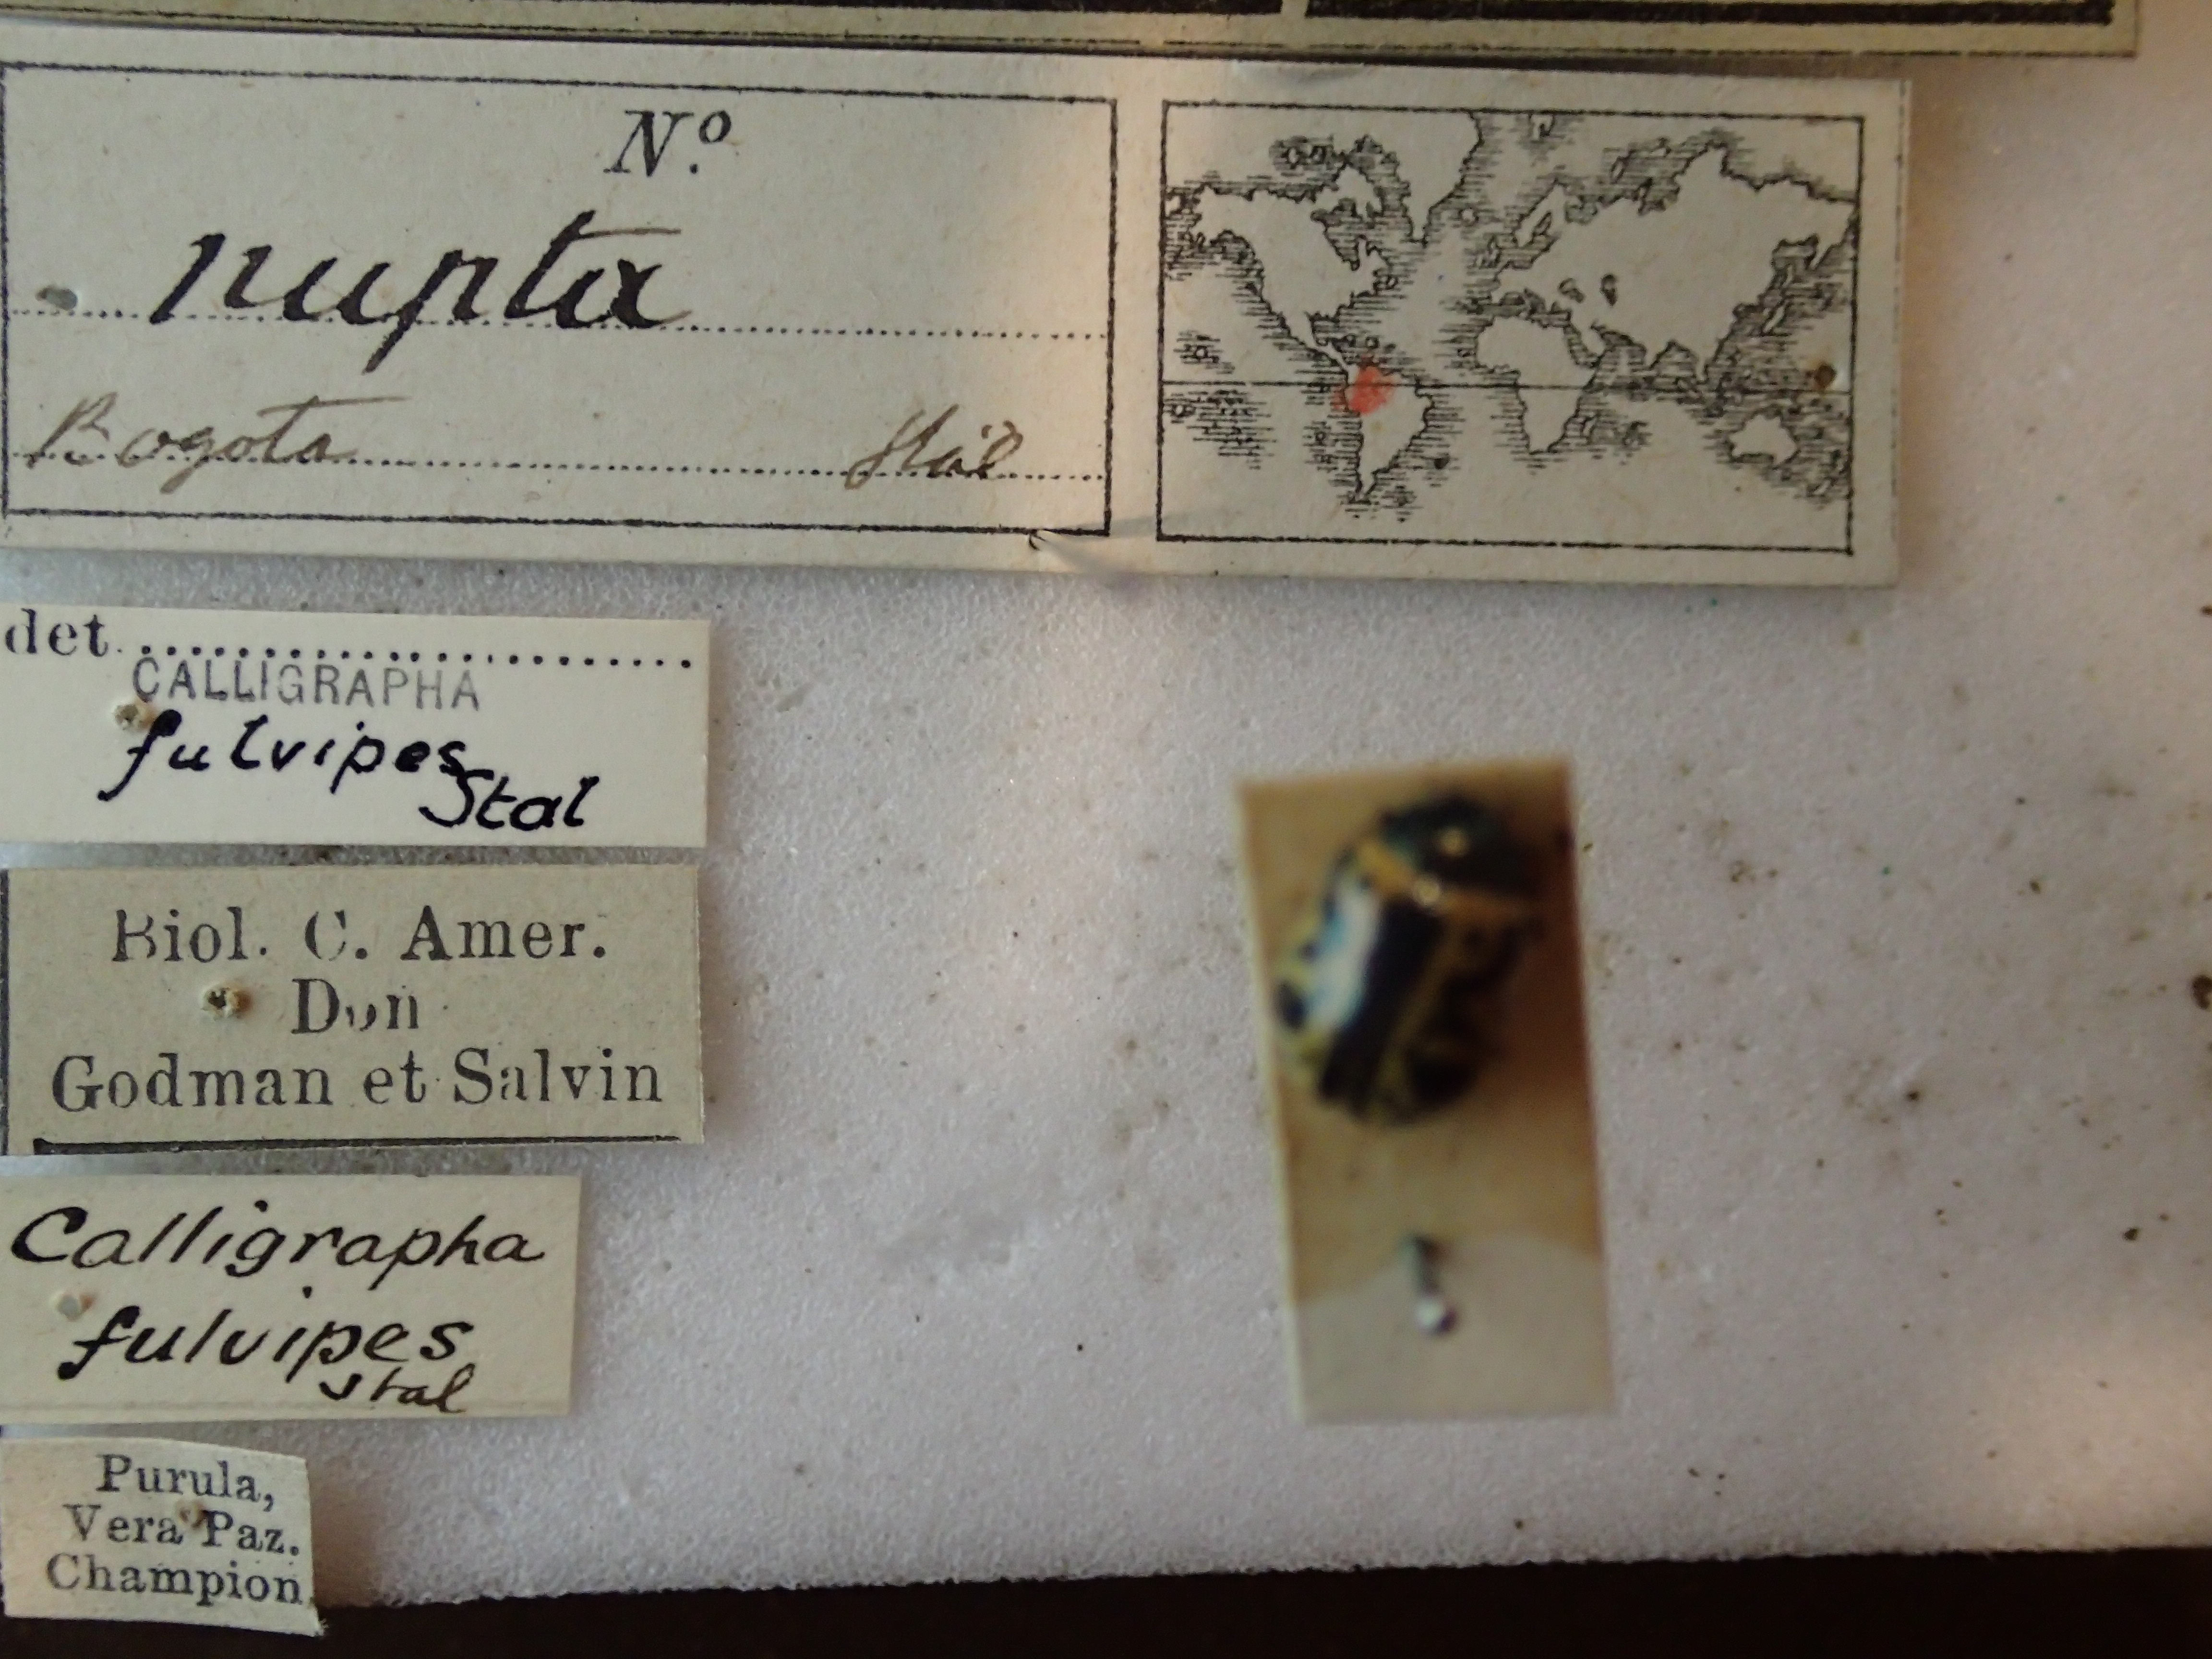 N.º
nupta
Bogota Stål
det.
CALLIGRAPHA
fulvipes
Stal
Biol. C. Amer.
Don
Godman et Salvin
Calligrapha
fulvipes
Stal
Purula,
Vera Paz.
Champion